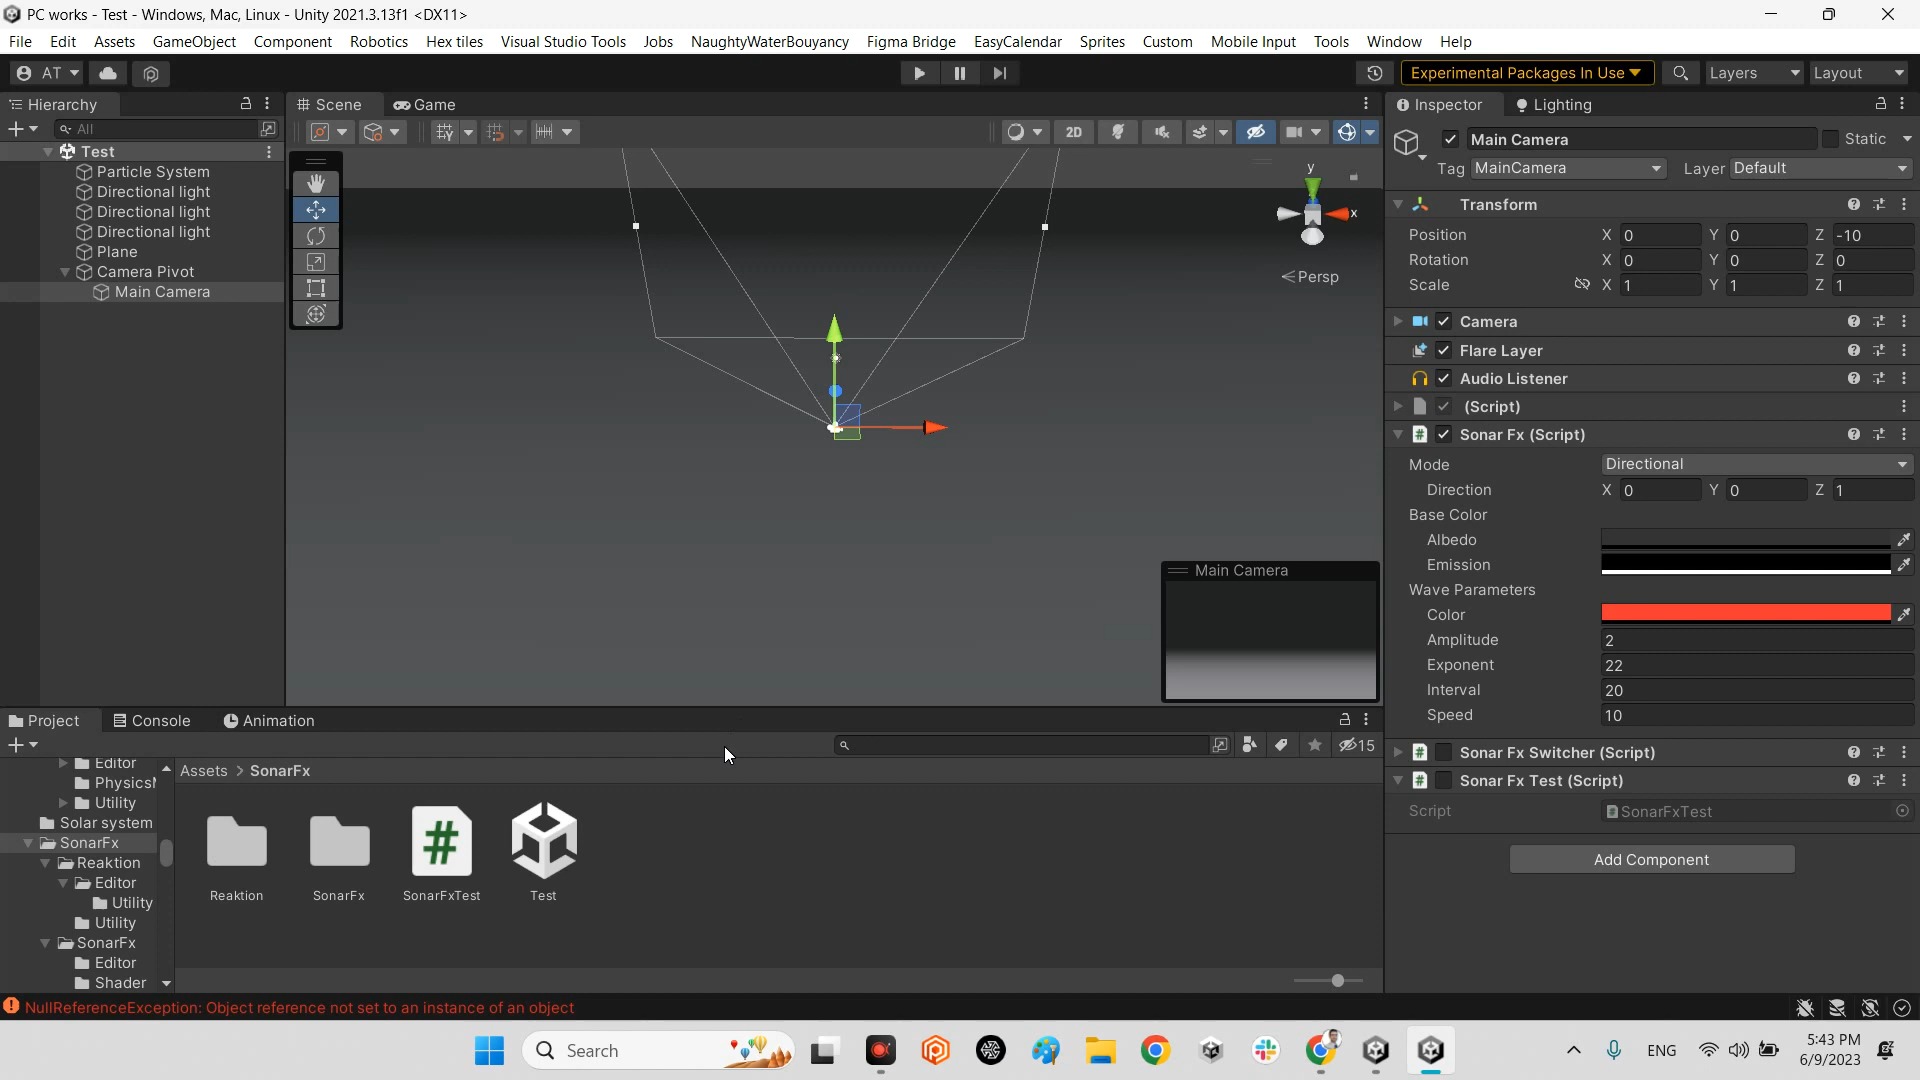 PC works - Test - Windows, Mac, Linux - Unity 2021.3.13f1 <DX11>
File Edit Assets GameObject Component Robotics Hex tiles Visual Studio Tools Jobs NaughtyWaterBouyancy Figma Bridge EasyCalendar Sprites Custom Mobile Input Tools Window Help
AT Experimental Packages In Use Layers Layout
Hierarchy
All
Test
Particle System
Directional light
Directional light
Directional light
Plane
Camera Pivot
Main Camera
Scene Game
2D
y
x
Persp
Main Camera
Inspector Lighting
Main Camera Static
Tag MainCamera Layer Default
Transform
Position X 0 Y 0 Z -10
Rotation X 0 Y 0 Z 0
Scale X 1 Y 1 Z 1
Camera
Flare Layer
Audio Listener
(Script)
Sonar Fx (Script)
Mode Directional
Direction X 0 Y 0 Z 1
Base Color
Albedo
Emission
Wave Parameters
Color
Amplitude 2
Exponent 22
Interval 20
Speed 10
Sonar Fx Switcher (Script)
Sonar Fx Test (Script)
Script SonarFxTest
Add Component
Project Console Animation
15
Editor
Physics
Utility
Solar system
SonarFx
Reaktion
Editor
Utility
Utility
SonarFx
Editor
Shader
Assets > SonarFx
Reaktion SonarFx SonarFxTest Test
NullReferenceException: Object reference not set to an instance of an object
Search
ENG
5:43 PM
6/9/2023